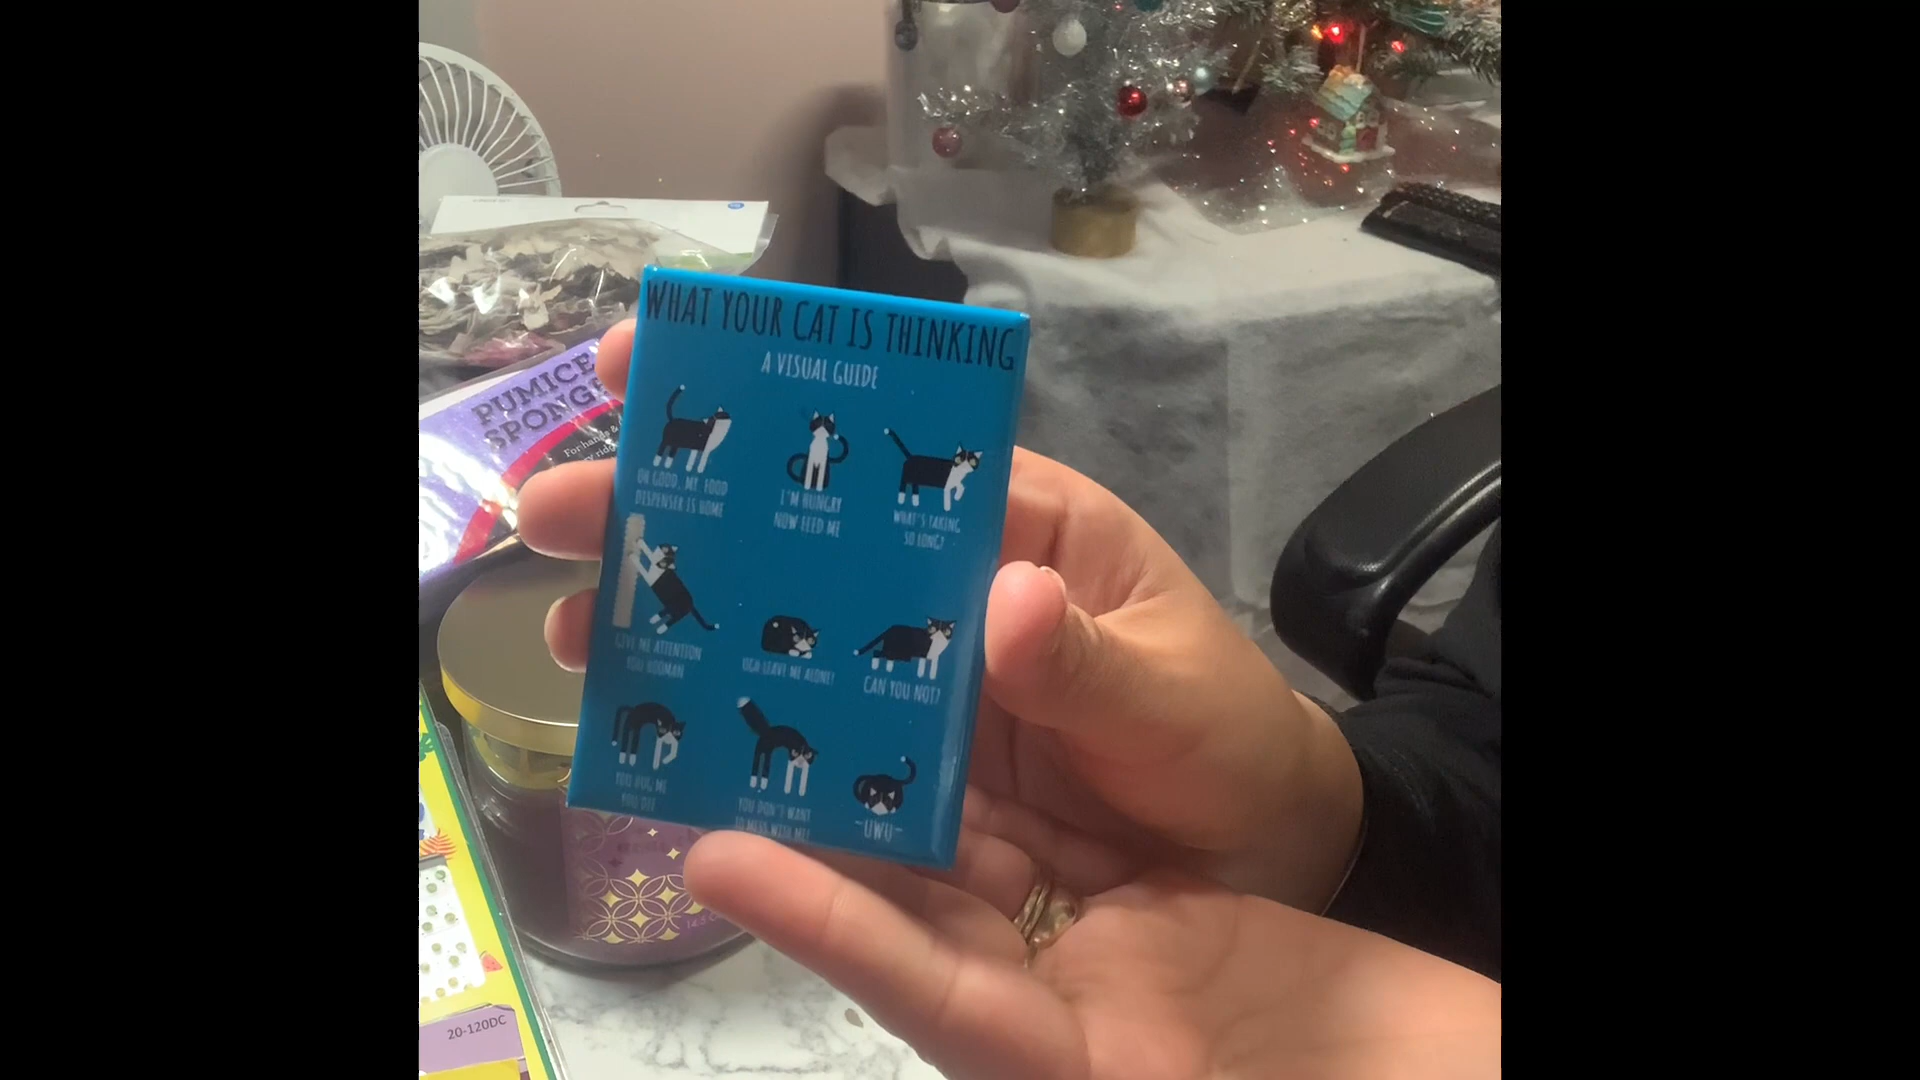 WHAT YOUR CAT IS THINKING
A VISUAL GUIDE
OH GOOD, MY FOOD
DISPENSER IS HOME
I'M HUNGRY
NOW FEED ME
WHAT'S TAKING
SO LONG?
GIVE ME ATTENTION
YOU HOOMAN
UGH LEAVE ME ALONE!
CAN YOU NOT?
YOU HUG ME
YOU DIE
YOU DON'T WANT
TO MESS WITH ME!
~UWU~
PUMICE
SPONGE
For hands &
20-120DC